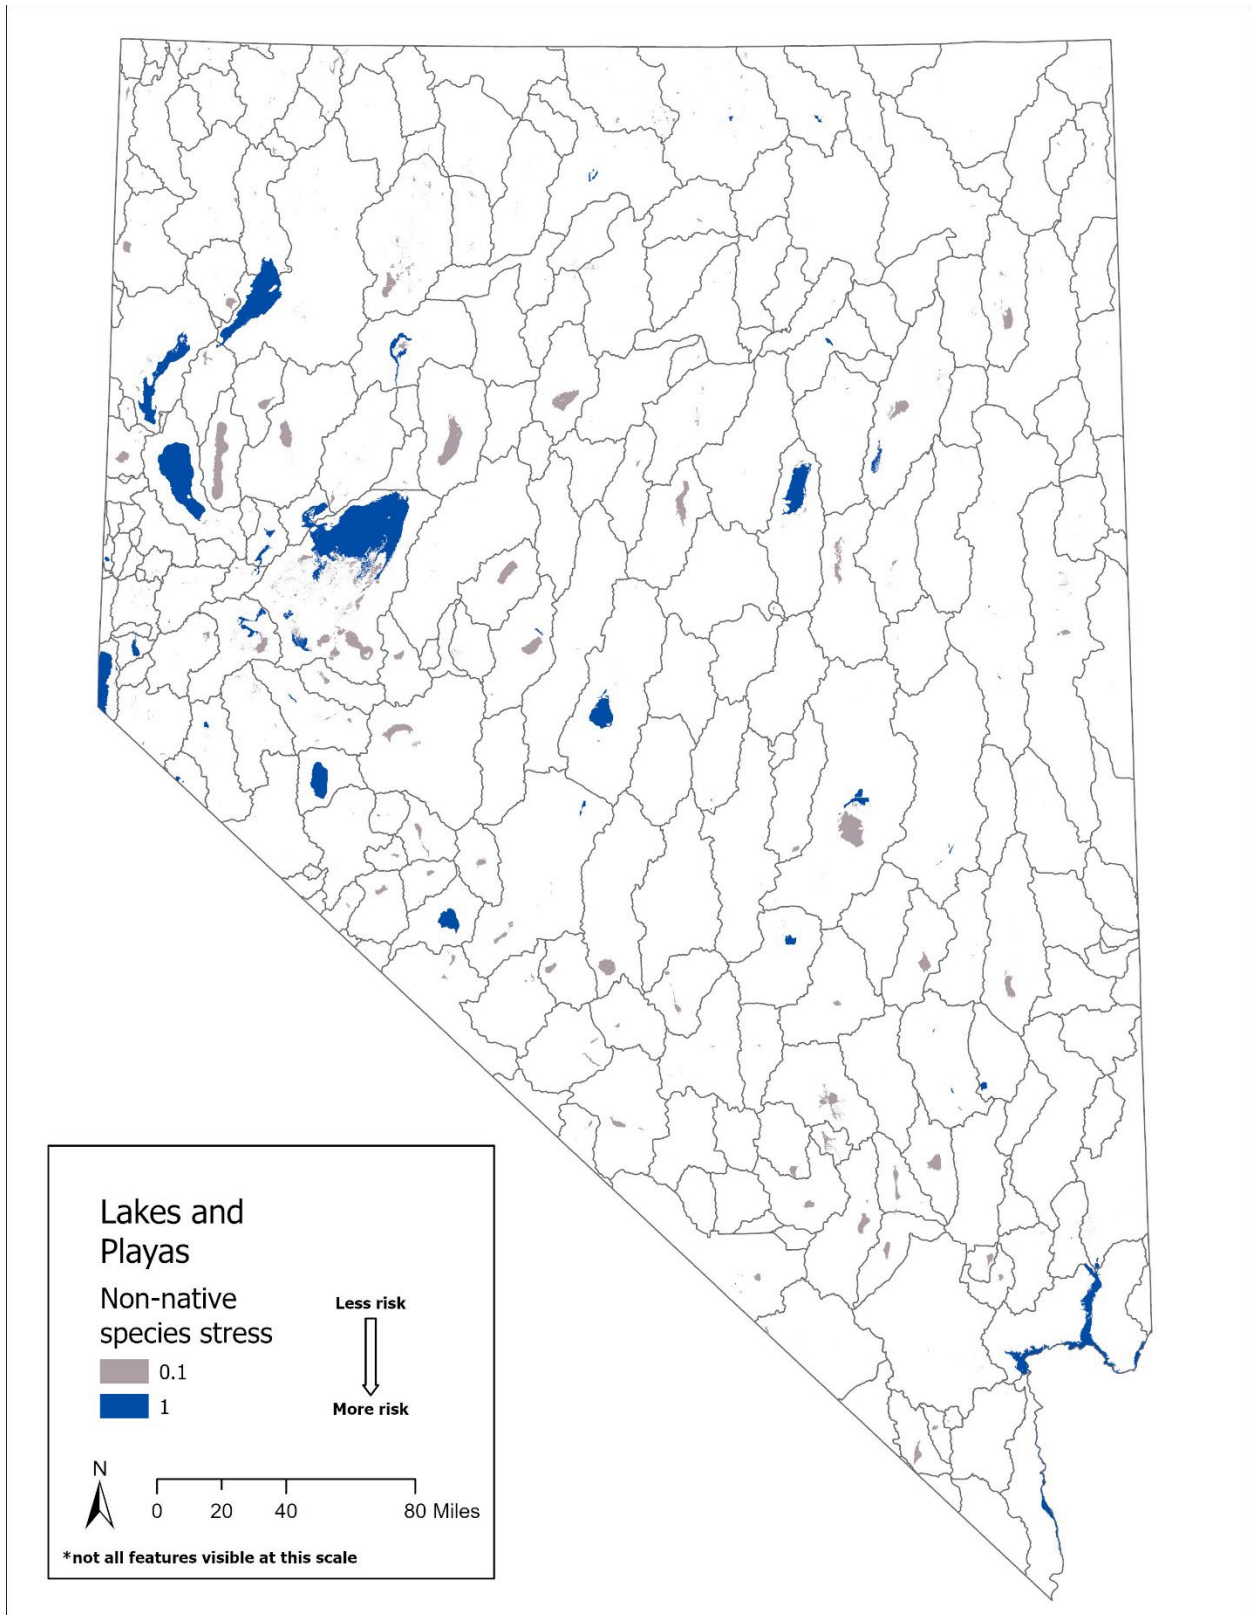 Lakes and
Playas
Non-native
species stress
0.1
1
Less risk
More risk
N
0 20 40 80 Miles
*not all features visible at this scale